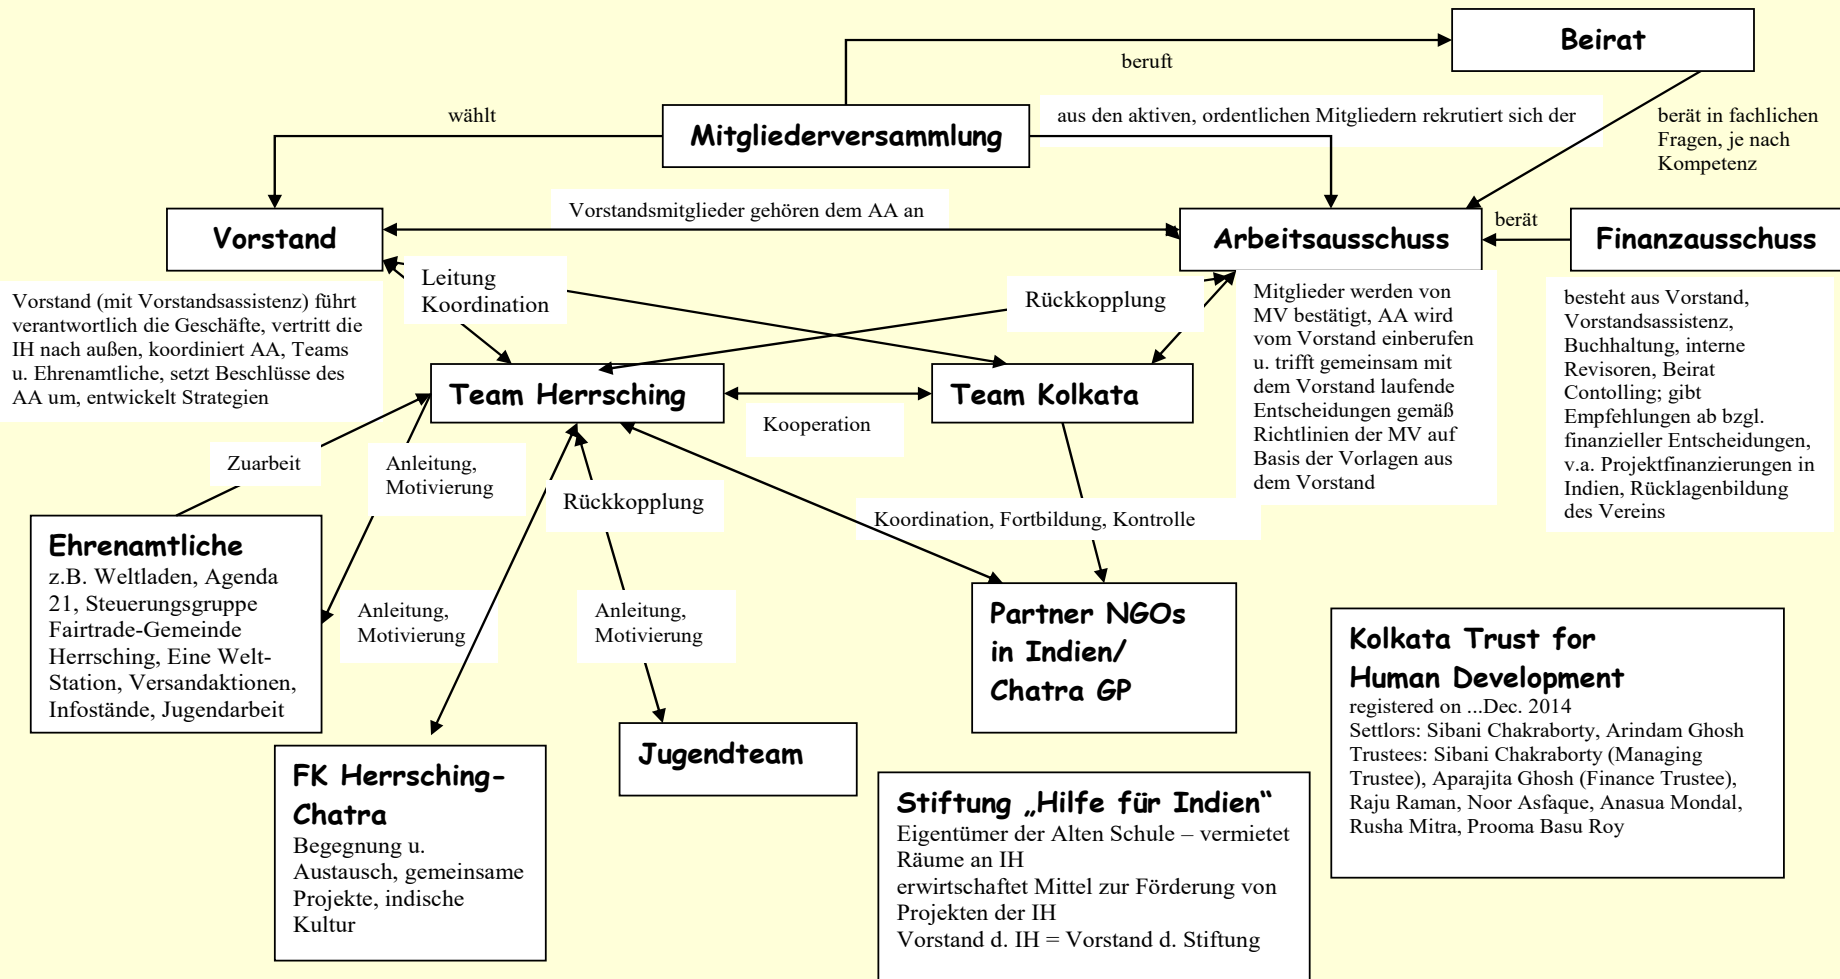 Beirat
beruft
wählt
Mitgliederversammlung
aus den aktiven, ordentlichen Mitgliedern rekrutiert sich der
berät in fachlichen
Fragen, je nach
Kompetenz
Vorstandsmitglieder gehören dem AA an
Vorstand
Arbeitsausschuss
berät
Finanzausschuss
Leitung
Koordination
Rückkopplung
Vorstand (mit Vorstandsassistenz) führt
verantwortlich die Geschäfte, vertritt die
IH nach außen, koordiniert AA, Teams
u. Ehrenamtliche, setzt Beschlüsse des
AA um, entwickelt Strategien
Mitglieder werden von
MV bestätigt, AA wird
vom Vorstand einberufen
u. trifft gemeinsam mit
dem Vorstand laufende
Entscheidungen gemäß
Richtlinien der MV auf
Basis der Vorlagen aus
dem Vorstand
besteht aus Vorstand,
Vorstandsassistenz,
Buchhaltung, interne
Revisoren, Beirat
Contolling; gibt
Empfehlungen ab bzgl.
finanzieller Entscheidungen,
v.a. Projektfinanzierungen in
Indien, Rücklagenbildung
des Vereins
Team Herrsching
Team Kolkata
Kooperation
Zuarbeit
Anleitung,
Motivierung
Rückkopplung
Koordination, Fortbildung, Kontrolle
Ehrenamtliche
z.B. Weltladen, Agenda
21, Steuerungsgruppe
Fairtrade-Gemeinde
Herrsching, Eine Welt-
Station, Versandaktionen,
Infostände, Jugendarbeit
Anleitung,
Motivierung
Anleitung,
Motivierung
Partner NGOs
in Indien/
Chatra GP
Kolkata Trust for
Human Development
registered on ...Dec. 2014
Settlors: Sibani Chakraborty, Arindam Ghosh
Trustees: Sibani Chakraborty (Managing
Trustee), Aparajita Ghosh (Finance Trustee),
Raju Raman, Noor Asfaque, Anasua Mondal,
Rusha Mitra, Prooma Basu Roy
FK Herrsching-
Chatra
Begegnung u.
Austausch, gemeinsame
Projekte, indische
Kultur
Jugendteam
Stiftung „Hilfe für Indien“
Eigentümer der Alten Schule – vermietet
Räume an IH
erwirtschaftet Mittel zur Förderung von
Projekten der IH
Vorstand d. IH = Vorstand d. Stiftung